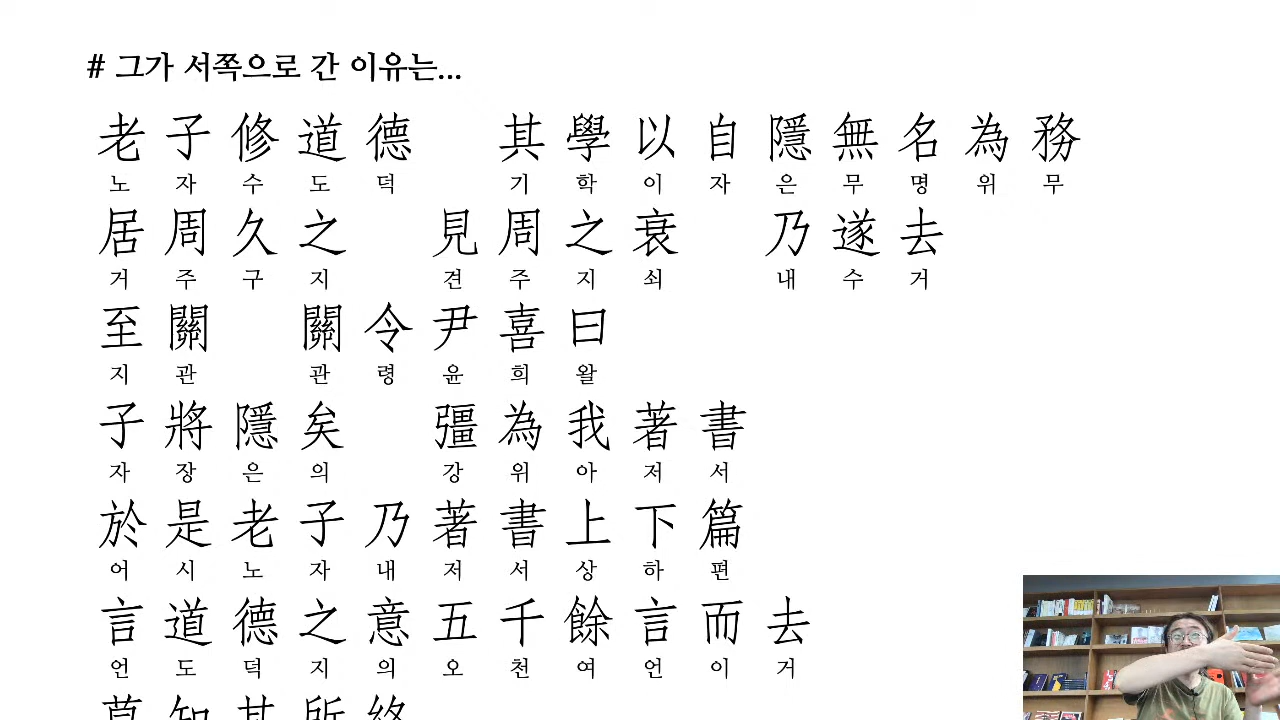 # 그가 서쪽으로 간 이유는...
老子修道德 其學以自隱無名為務
노자수도덕 기학이자은무명위무
居周久之 見周之衰 乃遂去
거주구지 견주지쇠 내수거
至關 關令尹喜曰
지관 관령윤희왈
子將隱矣 彊為我著書
자장은의 강위아저서
於是老子乃著書上下篇
어시노자내저서상하편
言道德之意五千餘言而去
언도덕지의오천여언이거
莫知其所終